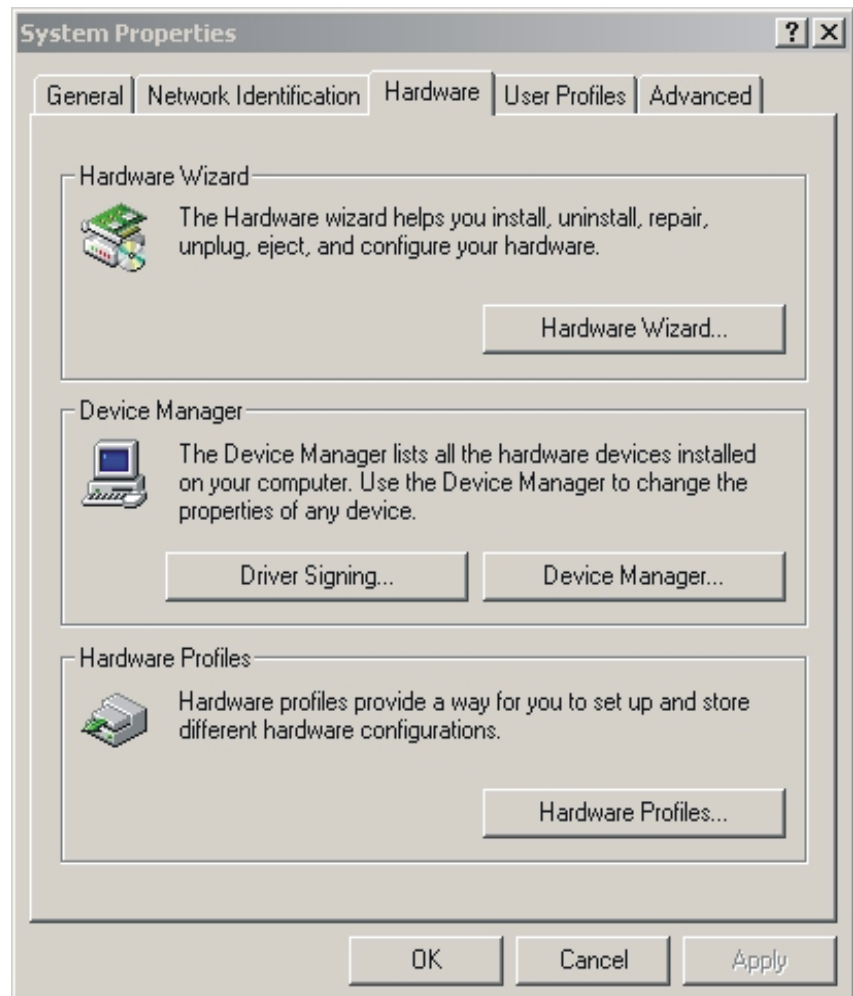 System Properties
General Network Identification Hardware User Profiles Advanced
Hardware Wizard
The Hardware wizard helps you install, uninstall, repair,
unplug, eject, and configure your hardware.
Hardware Wizard...
Device Manager
The Device Manager lists all the hardware devices installed
on your computer. Use the Device Manager to change the
properties of any device.
Driver Signing... Device Manager...
Hardware Profiles
Hardware profiles provide a way for you to set up and store
different hardware configurations.
Hardware Profiles...
OK Cancel Apply